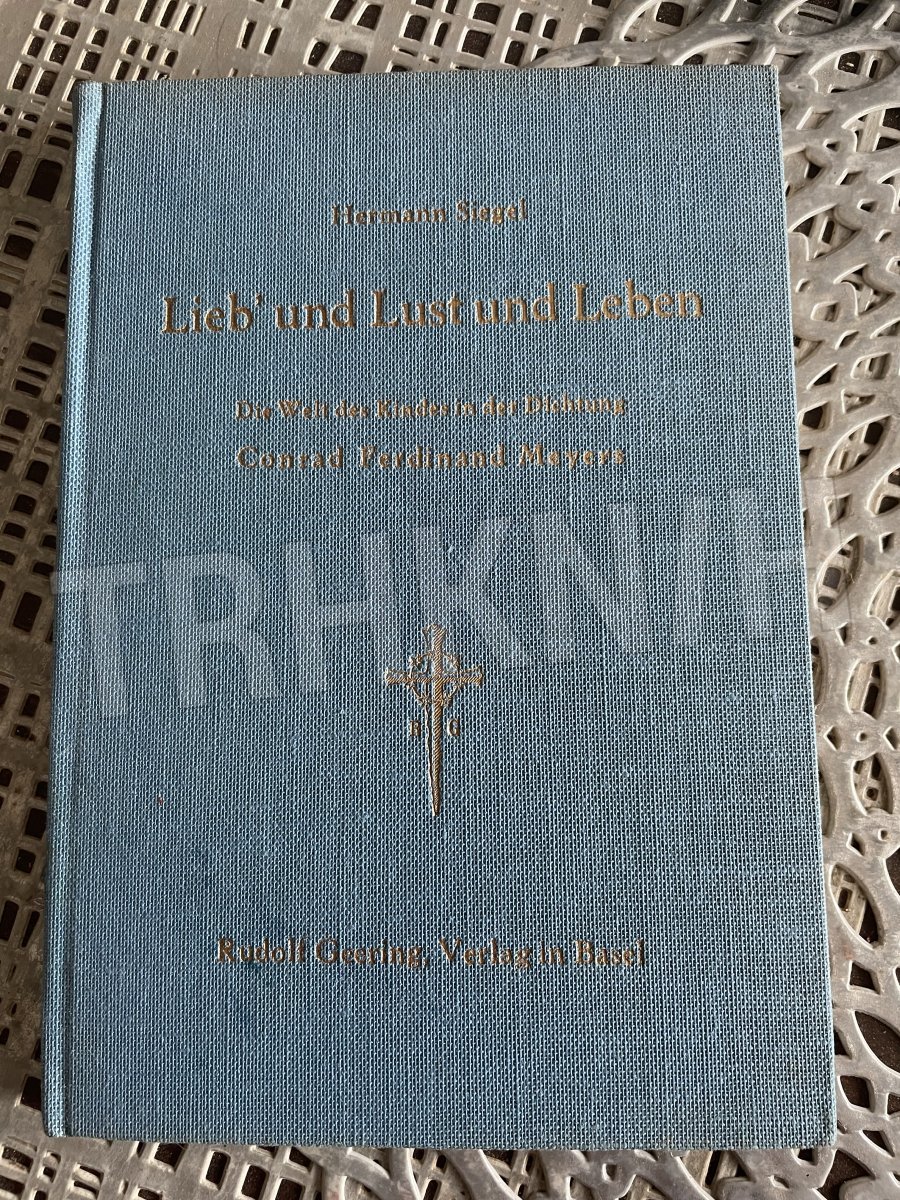 Hermann Siegel
Lieb' und Lust und Leben
Die Welt des Kindes in der Dichtung
Conrad Ferdinand Meyers
TRHKNIF
R G
Rudolf Geering, Verlag in Basel